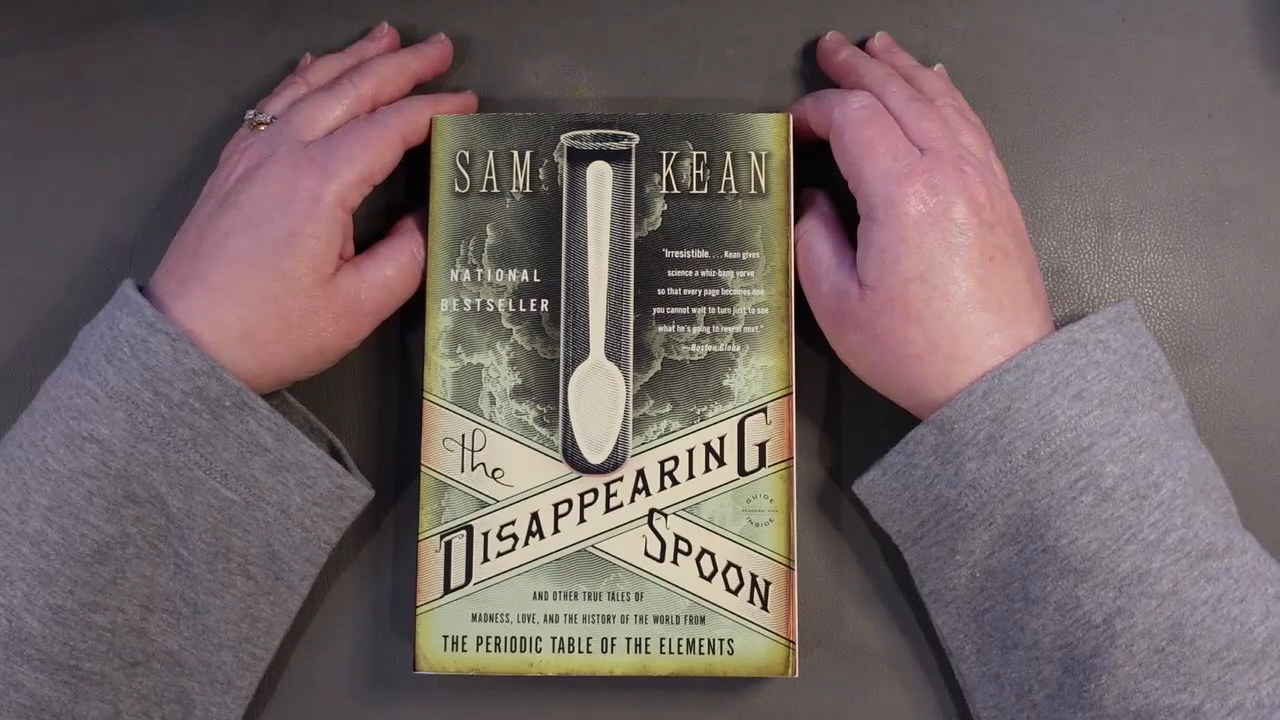 SAM KEAN
NATIONAL
BESTSELLER
"Irresistible. . . . Kean gives
science a whiz-bang verve
so that every page becomes one
you cannot wait to turn just to see
what he's going to reveal next."
—Boston Globe
the
DISAPPEARING
SPOON
GUIDE
INSIDE
AND OTHER TRUE TALES OF
MADNESS, LOVE, AND THE HISTORY OF THE WORLD FROM
THE PERIODIC TABLE OF THE ELEMENTS